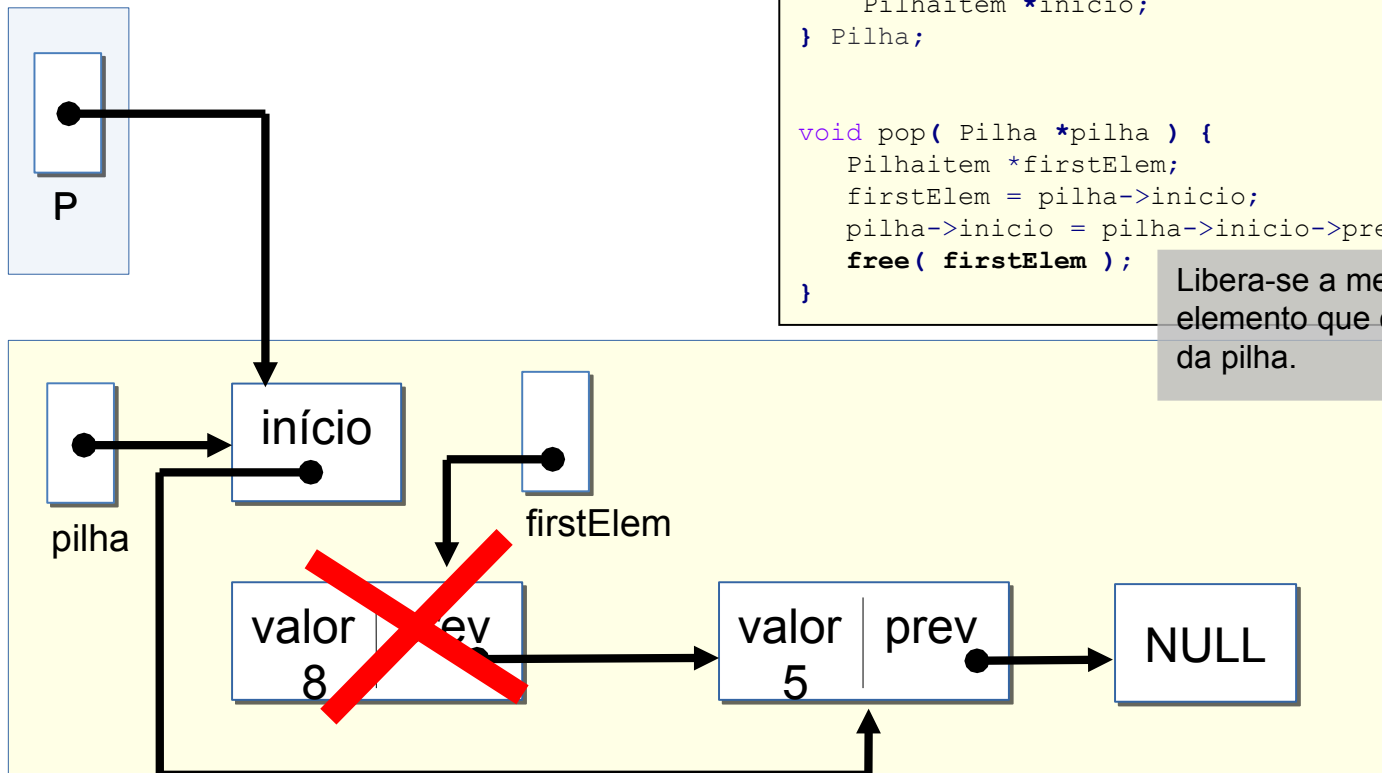 Pilhaitem *inicio;
} Pilha;
void pop( Pilha *pilha ) {
Pilhaitem *firstElem;
firstElem = pilha->inicio;
pilha->inicio = pilha->inicio->pre
free( firstElem );
}
Libera-se a me
elemento que
da pilha.
P
início
pilha
firstElem
valor
8
ev
valor prev
5
NULL